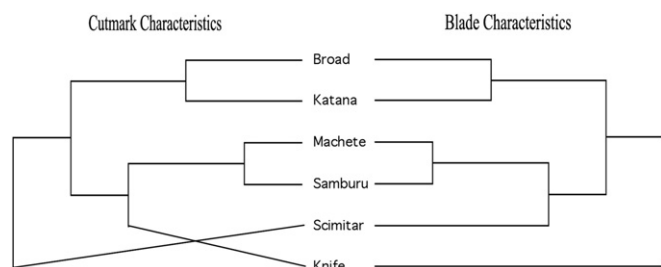 Cutmark Characteristics
Blade Characteristics
Broad
Katana
Machete
Samburu
Scimitar
Knife